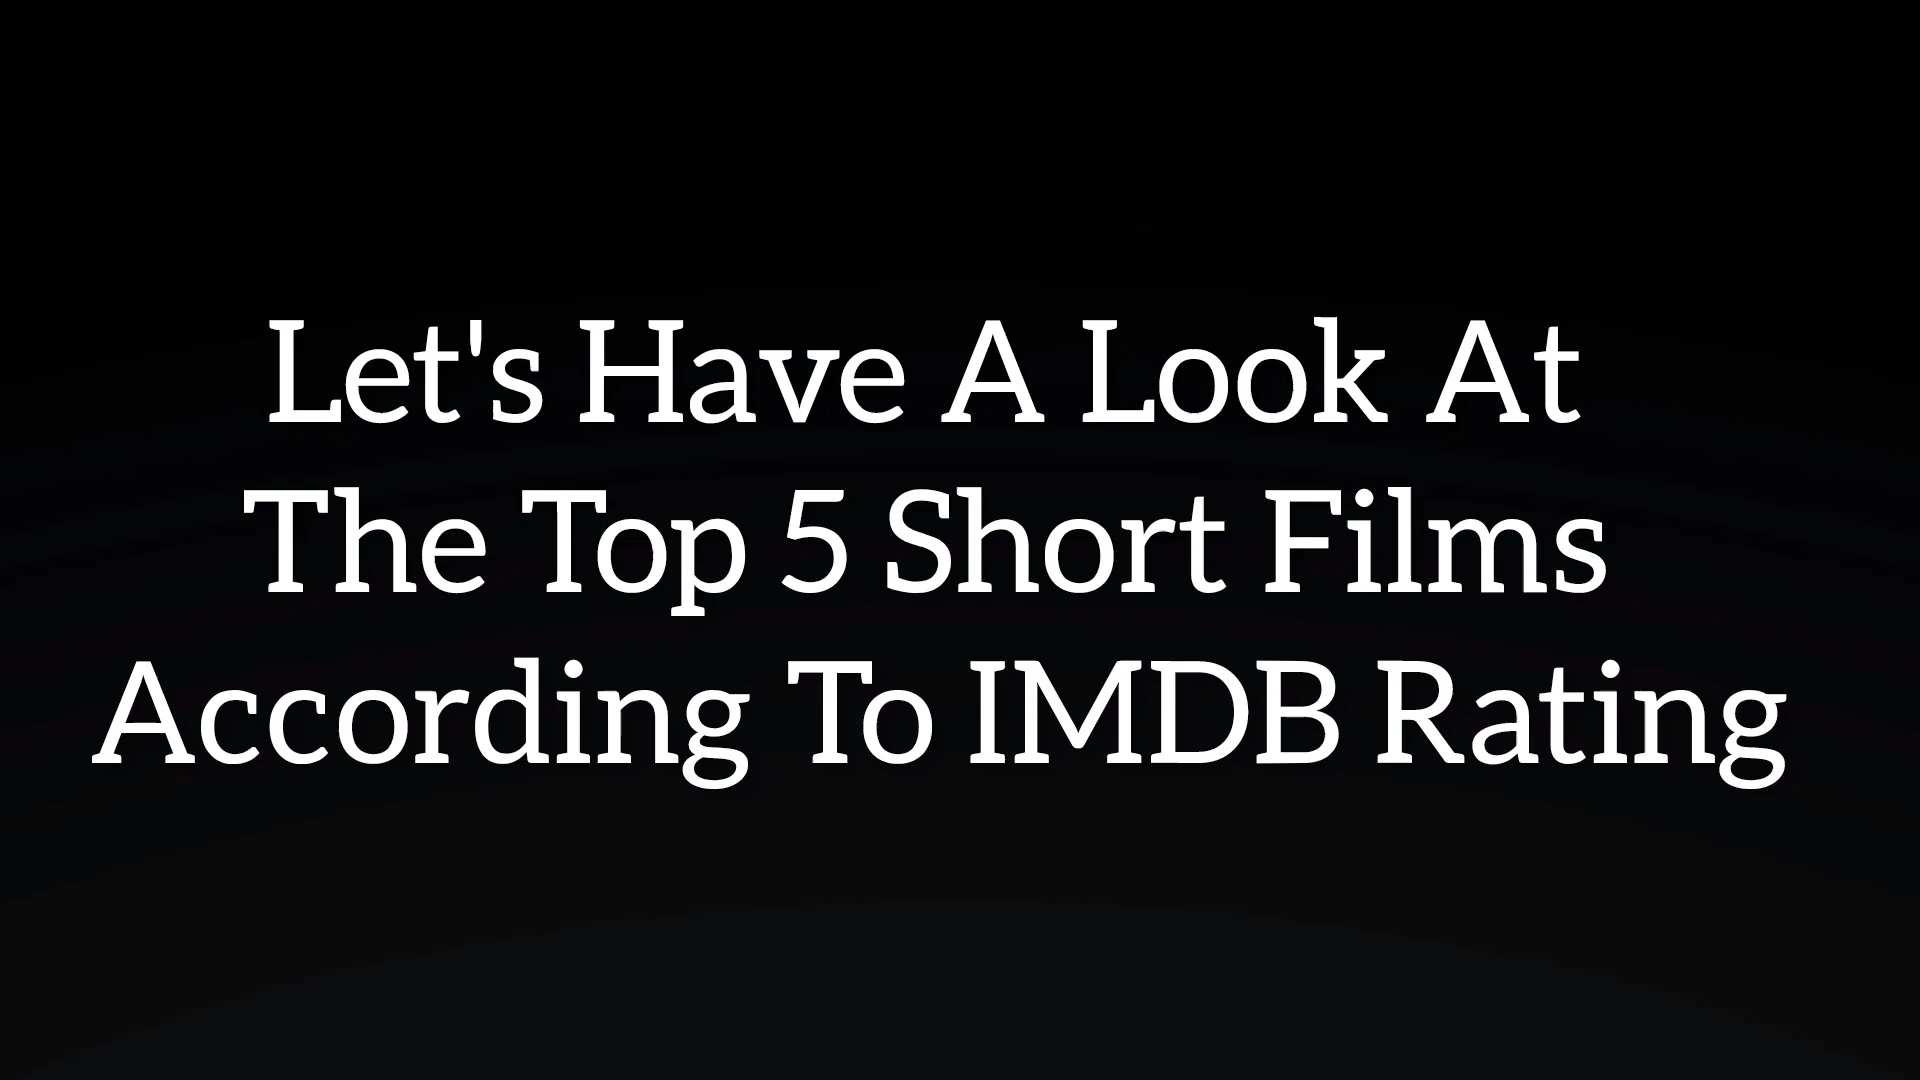 Let's Have A Look At
The Top 5 Short Films
According To IMDB Rating